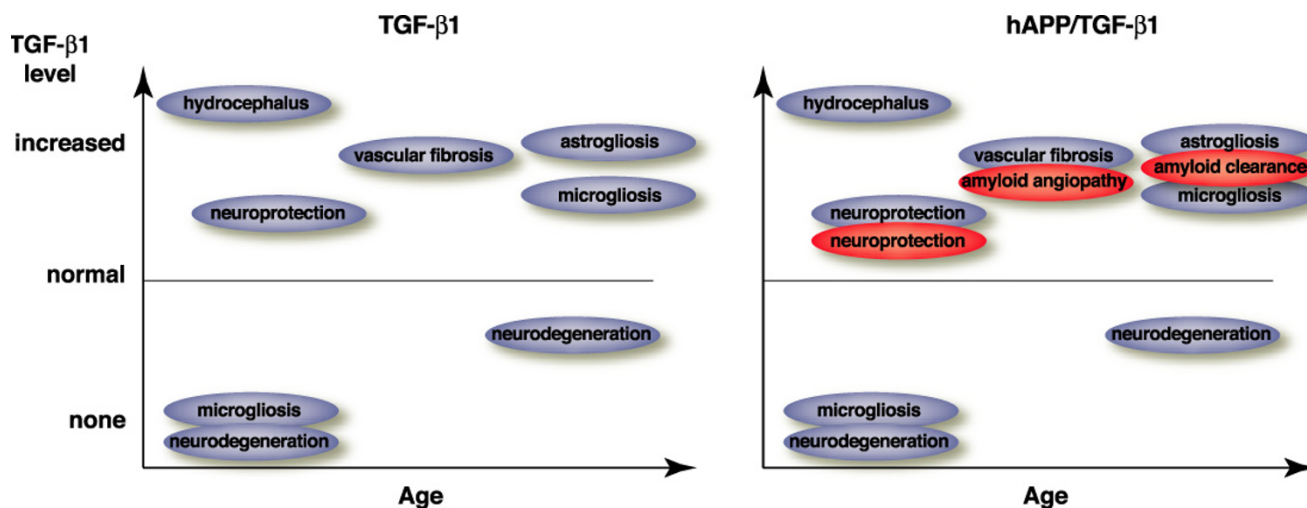 TGF-β1
hAPP/TGF-β1
TGF-β1
level
increased
normal
none
hydrocephalus
vascular fibrosis
astrogliosis
microgliosis
neuroprotection
neurodegeneration
microgliosis
neurodegeneration
Age
hydrocephalus
vascular fibrosis
amyloid angiopathy
astrogliosis
amyloid clearance
microgliosis
neuroprotection
neuroprotection
neurodegeneration
microgliosis
neurodegeneration
Age